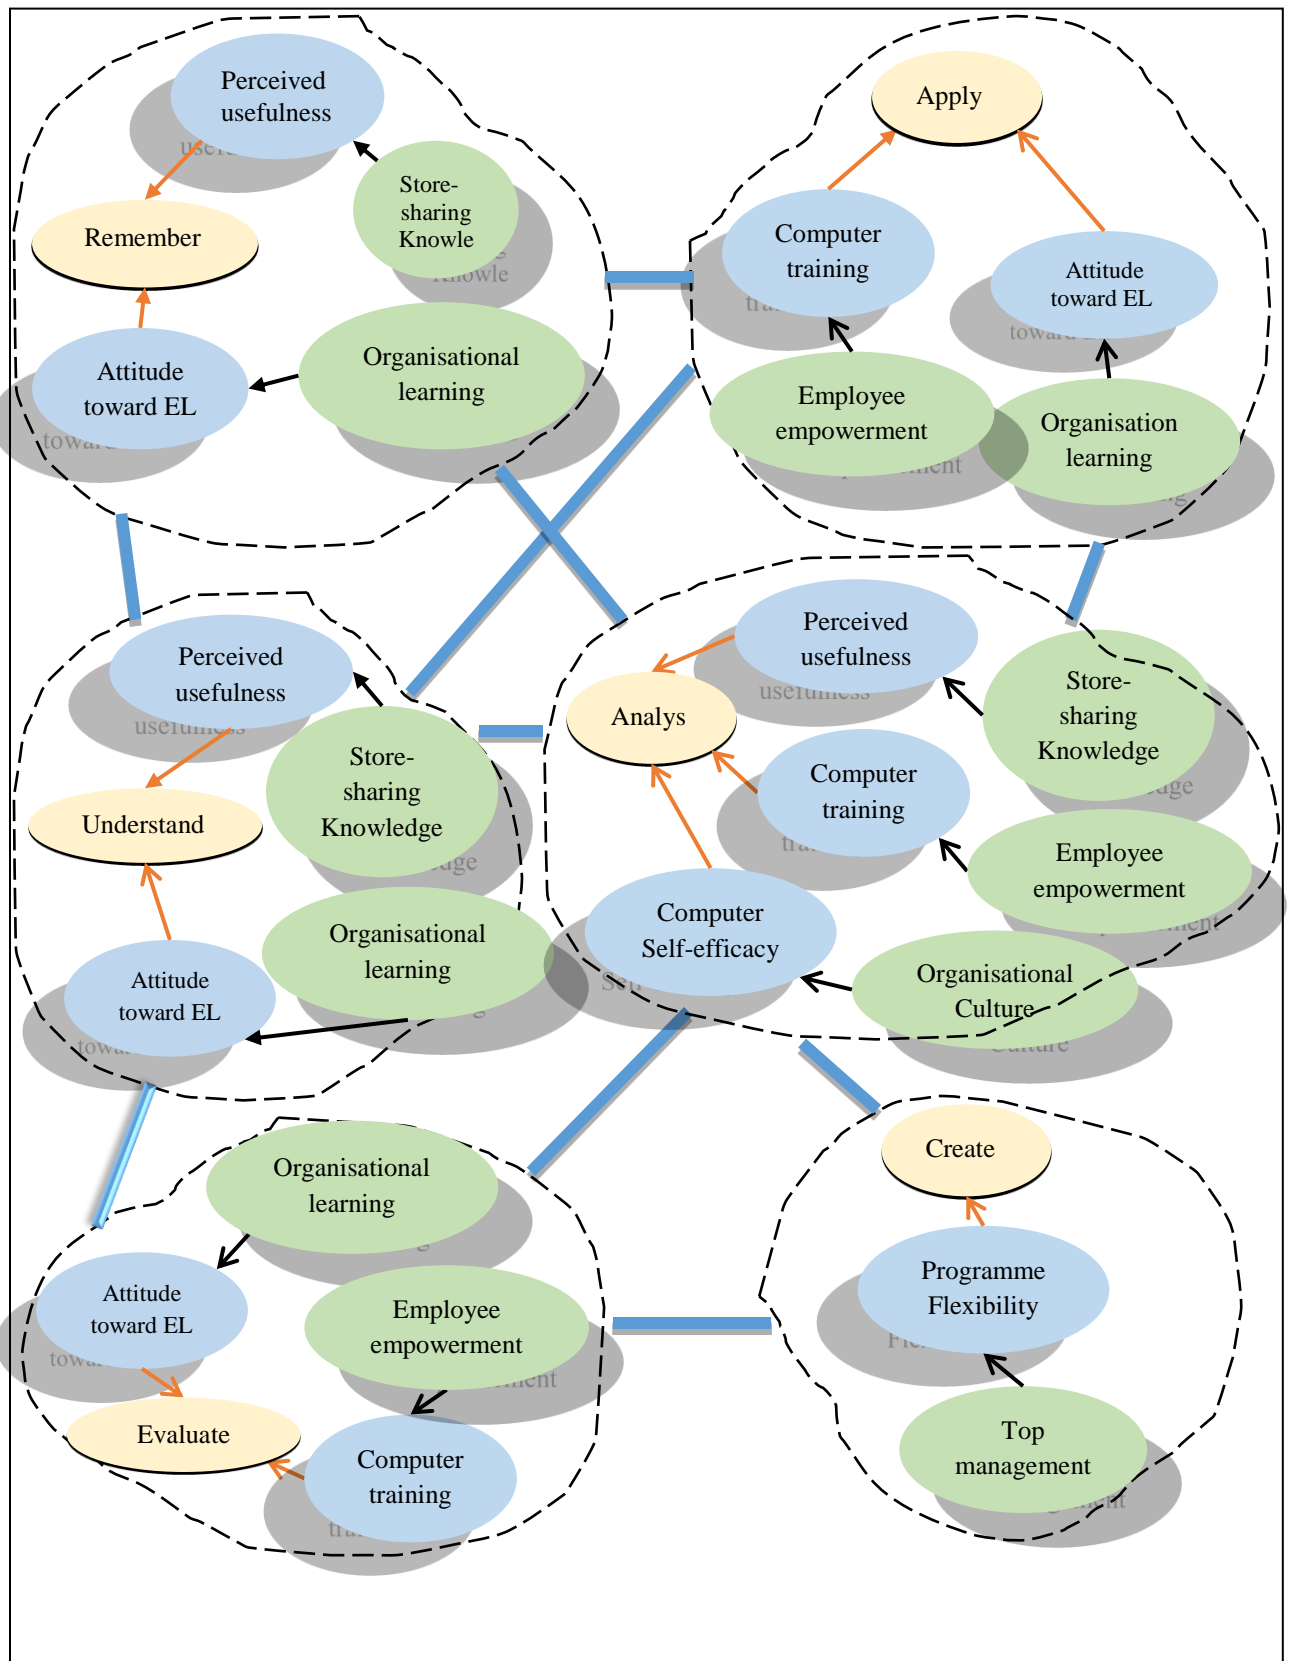 Perceived
usefulness
Store-
sharing
Knowle
Remember
Attitude
toward EL
Organisational
learning
Apply
Computer
training
Attitude
toward EL
Employee
empowerment
Organisation
learning
Perceived
usefulness
Store-
sharing
Knowledge
Understand
Organisational
learning
Attitude
toward EL
Perceived
usefulness
Store-
sharing
Knowledge
Analys
Computer
training
Employee
empowerment
Computer
Self-efficacy
Organisational
Culture
Organisational
learning
Attitude
toward EL
Employee
empowerment
Evaluate
Computer
training
Create
Programme
Flexibility
Top
management